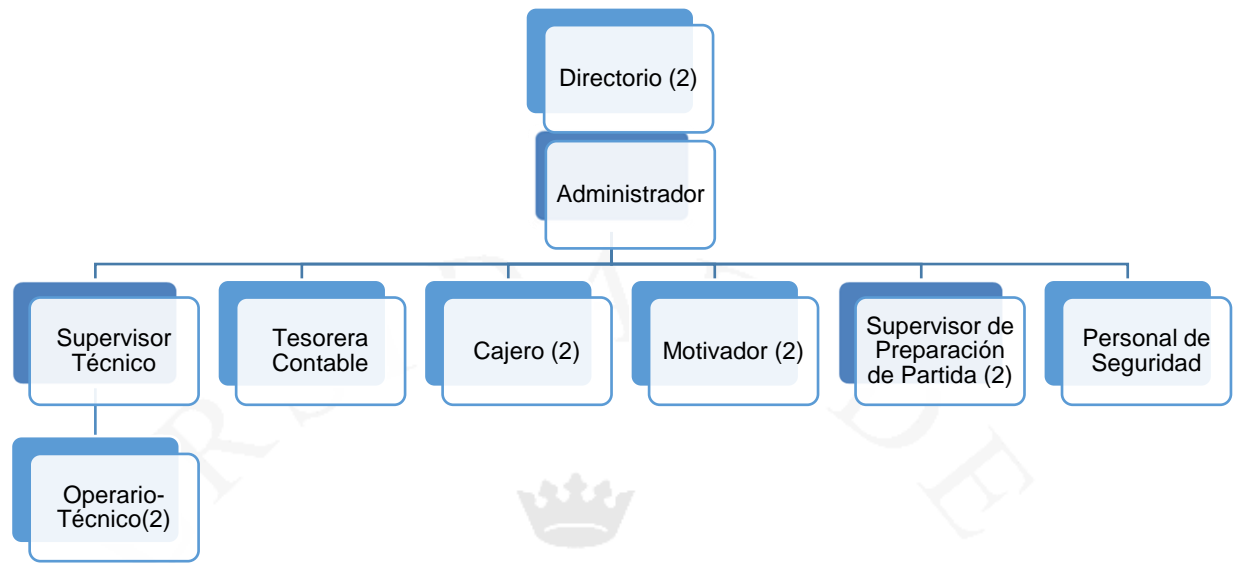 Directorio (2)
Administrador
Supervisor
Técnico
Tesorera
Contable
Cajero (2)
Motivador (2)
Supervisor de
Preparación
de Partida (2)
Personal de
Seguridad
Operario-
Técnico(2)